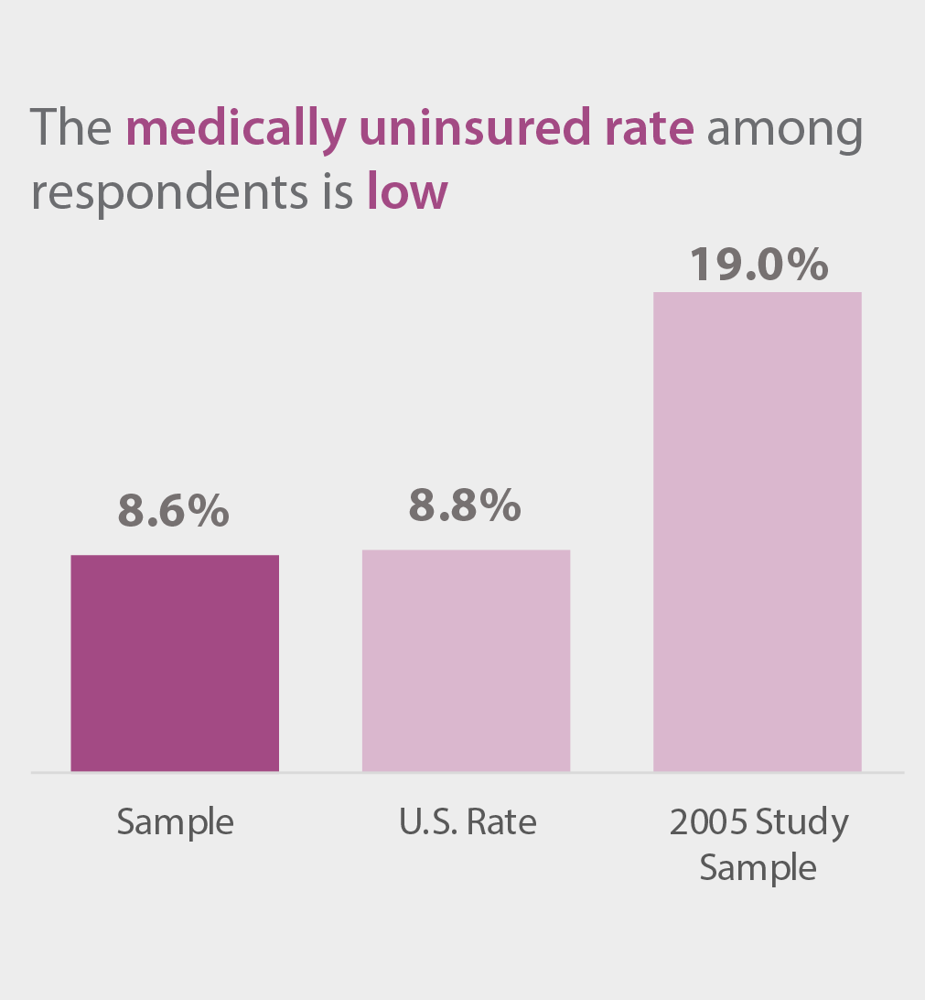 The medically uninsured rate among
respondents is low
19.0%
8.6%
8.8%
Sample
U.S. Rate
2005 Study
Sample